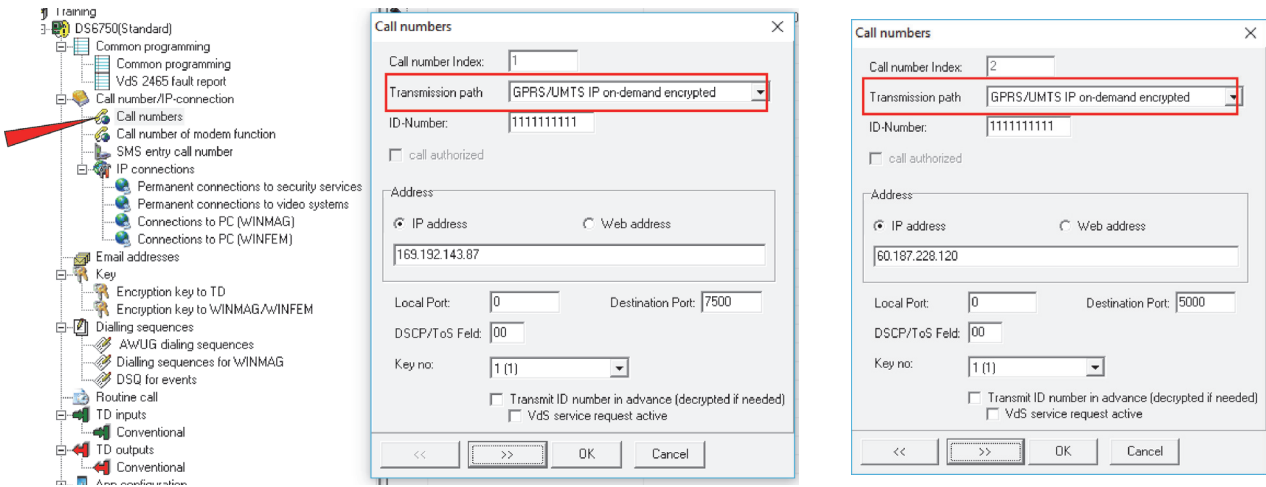 Training
DS6750(Standard)
Common programming
Common programming
VdS 2465 fault report
Call number/IP-connection
Call numbers
Call number of modem function
SMS entry call number
IP connections
Permanent connections to security services
Permanent connections to video systems
Connections to PC (WINMAG)
Connections to PC (WINFEM)
Email addresses
Key
Encryption key to TD
Encryption key to WINMAG/WINFEM
Dialling sequences
AWUG dialing sequences
Dialling sequences for WINMAG
DSQ for events
Routine call
TD inputs
Conventional
TD outputs
Conventional
App configuration
Call numbers
Call number Index: 1
Transmission path GPRS/UMTS IP on-demand encrypted
ID-Number: 1111111111
call authorized
Address
IP address Web address
169.192.143.87
Local Port: 0 Destination Port: 7500
DSCP/ToS Feld: 00
Key no: 1 (1)
Transmit ID number in advance (decrypted if needed)
VdS service request active
<< >> OK Cancel
Call numbers
Call number Index: 2
Transmission path GPRS/UMTS IP on-demand encrypted
ID-Number: 1111111111
call authorized
Address
IP address Web address
60.187.228.120
Local Port: 0 Destination Port: 5000
DSCP/ToS Feld: 00
Key no: 1 (1)
Transmit ID number in advance (decrypted if needed)
VdS service request active
<< >> OK Cancel